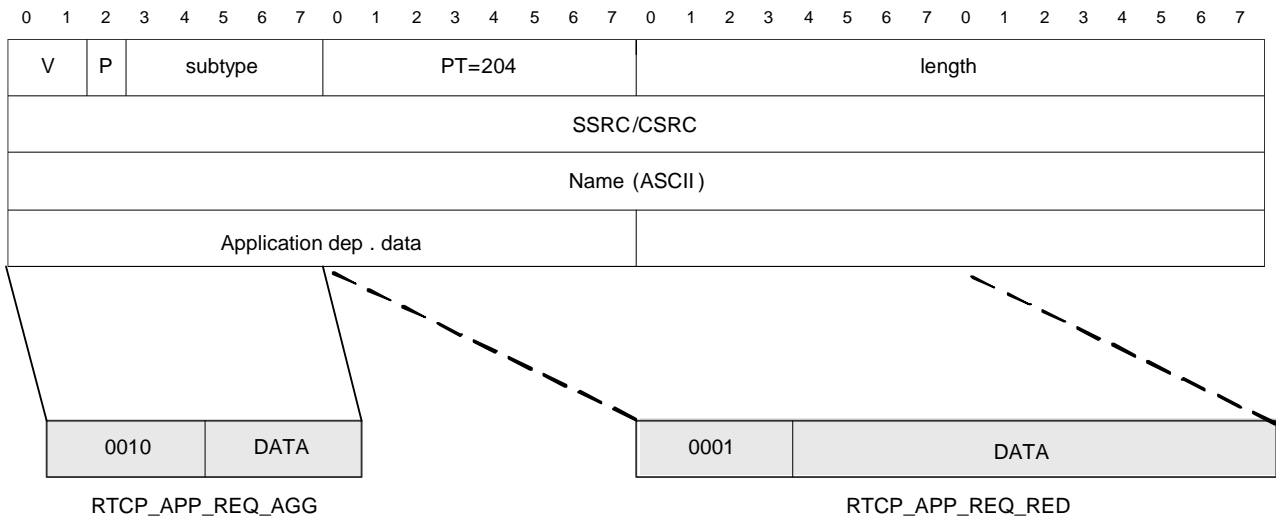 0 1 2 3 4 5 6 7 0 1 2 3 4 5 6 7 0 1 2 3 4 5 6 7 0 1 2 3 4 5 6 7
V P subtype PT=204 length
SSRC/CSRC
Name (ASCII)
Application dep . data
0010 DATA 0001 DATA
RTCP_APP_REQ_AGG RTCP_APP_REQ_RED